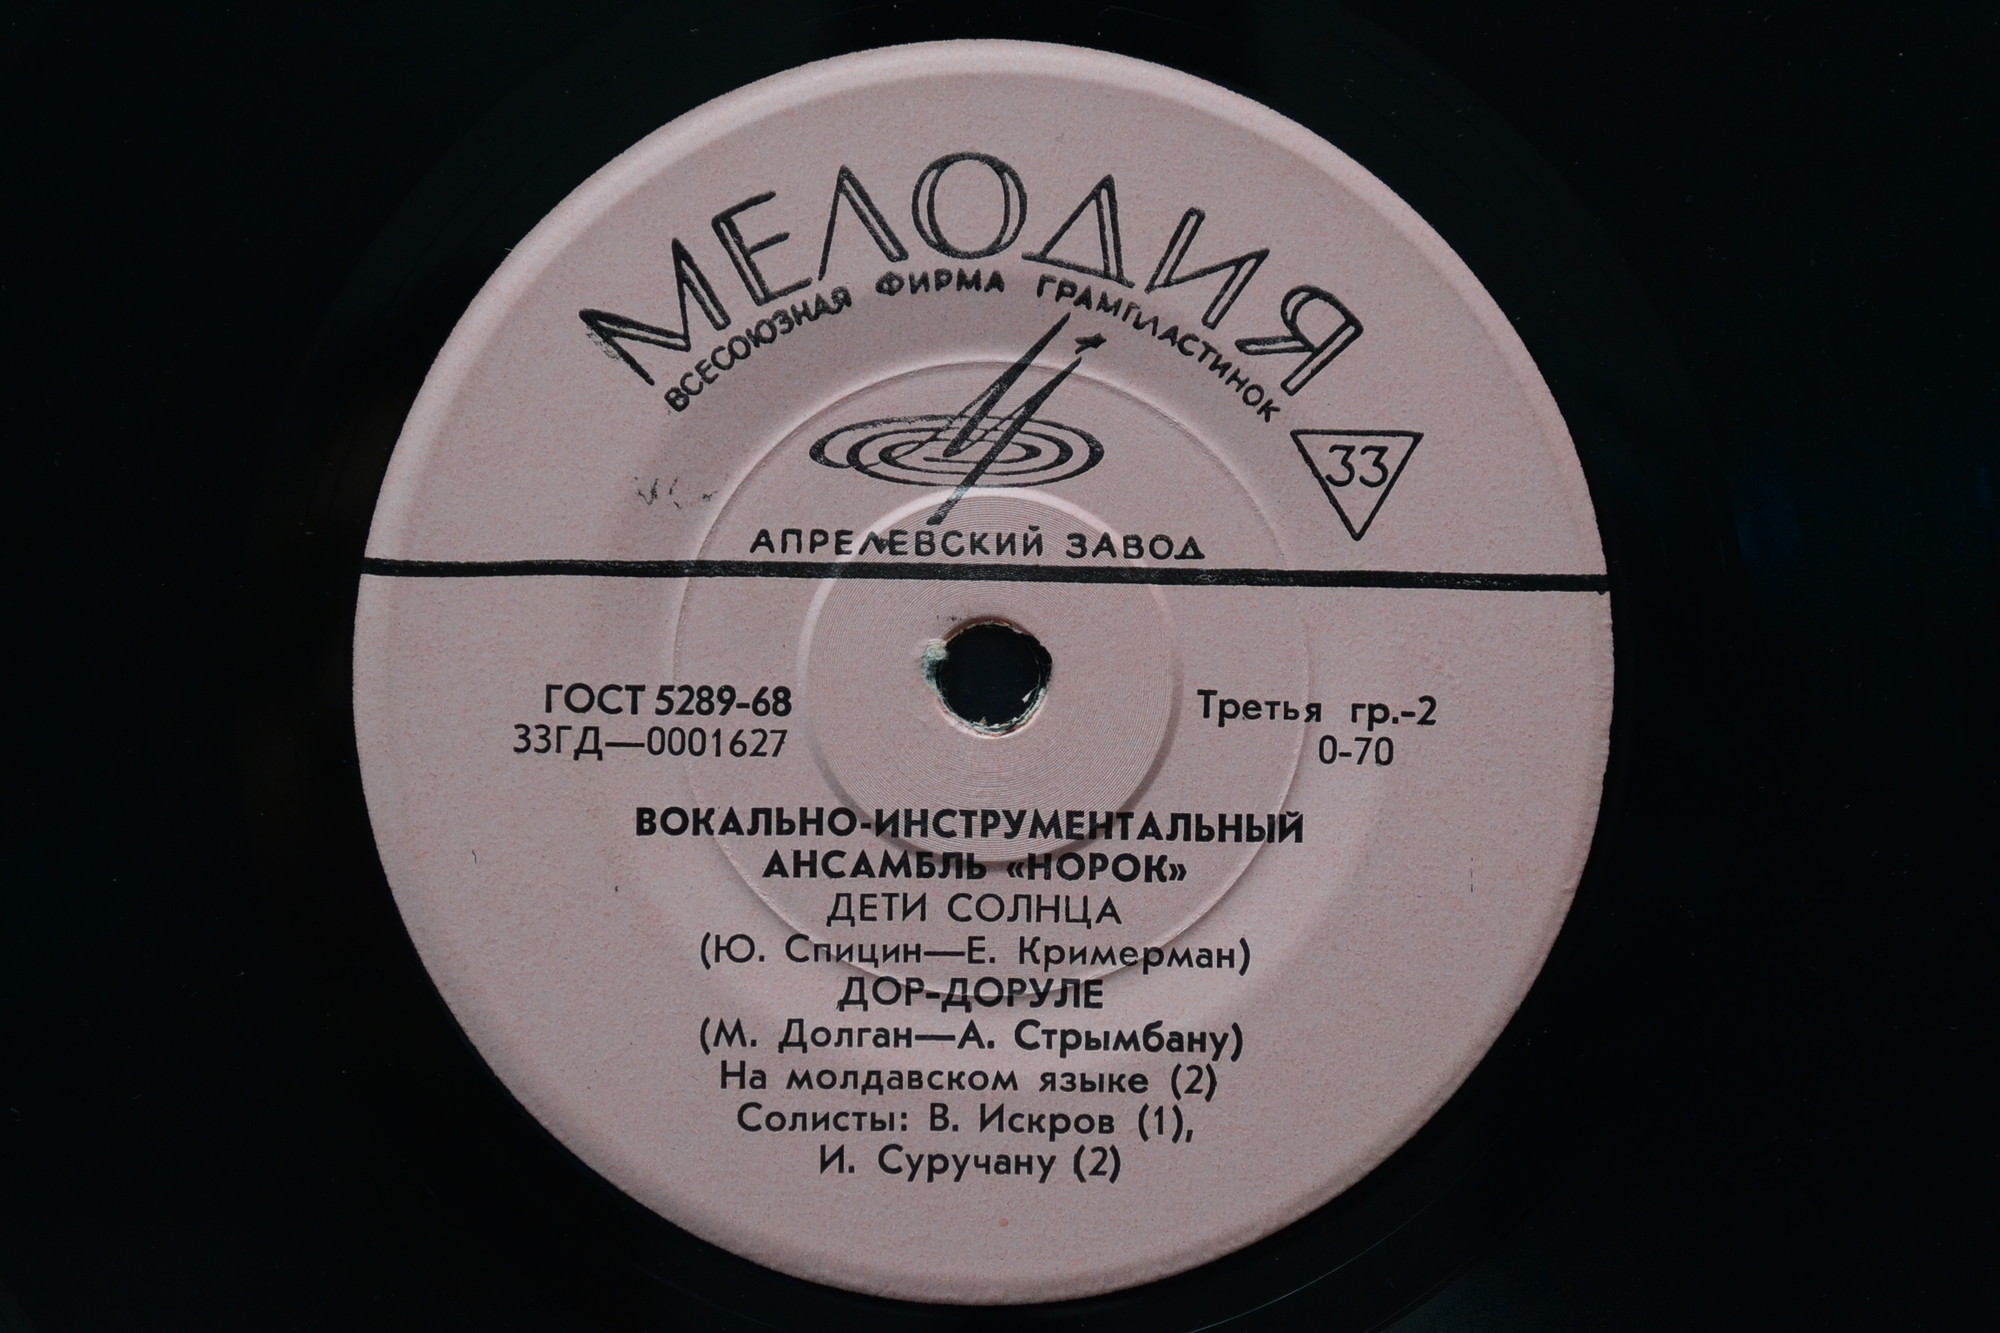 МЕЛОДИЯ
ВСЕСОЮЗНАЯ ФИРМА ГРАМПЛАСТИНОК
33
АПРЕЛЕВСКИЙ ЗАВОД
ГОСТ 5289-68
33ГД—0001627
Третья гр.-2
0-70
ВОКАЛЬНО-ИНСТРУМЕНТАЛЬНЫЙ
АНСАМБЛЬ «НОРОК»
ДЕТИ СОЛНЦА
(Ю. Спицин—Е. Кримерман)
ДОР-ДОРУЛЕ
(М. Долган—А. Стрымбану)
На молдавском языке (2)
Солисты: В. Искров (1),
И. Суручану (2)